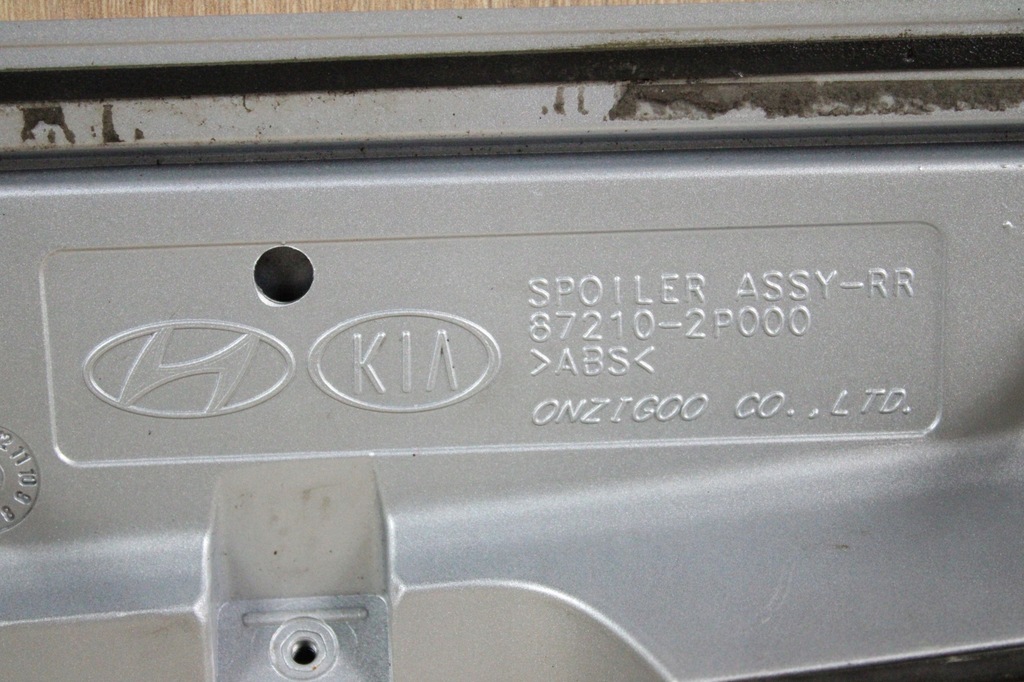 SPOILER ASSY-RR
87210-2P000
>ABS<
ONZIGOO CO.,LTD.
KIA